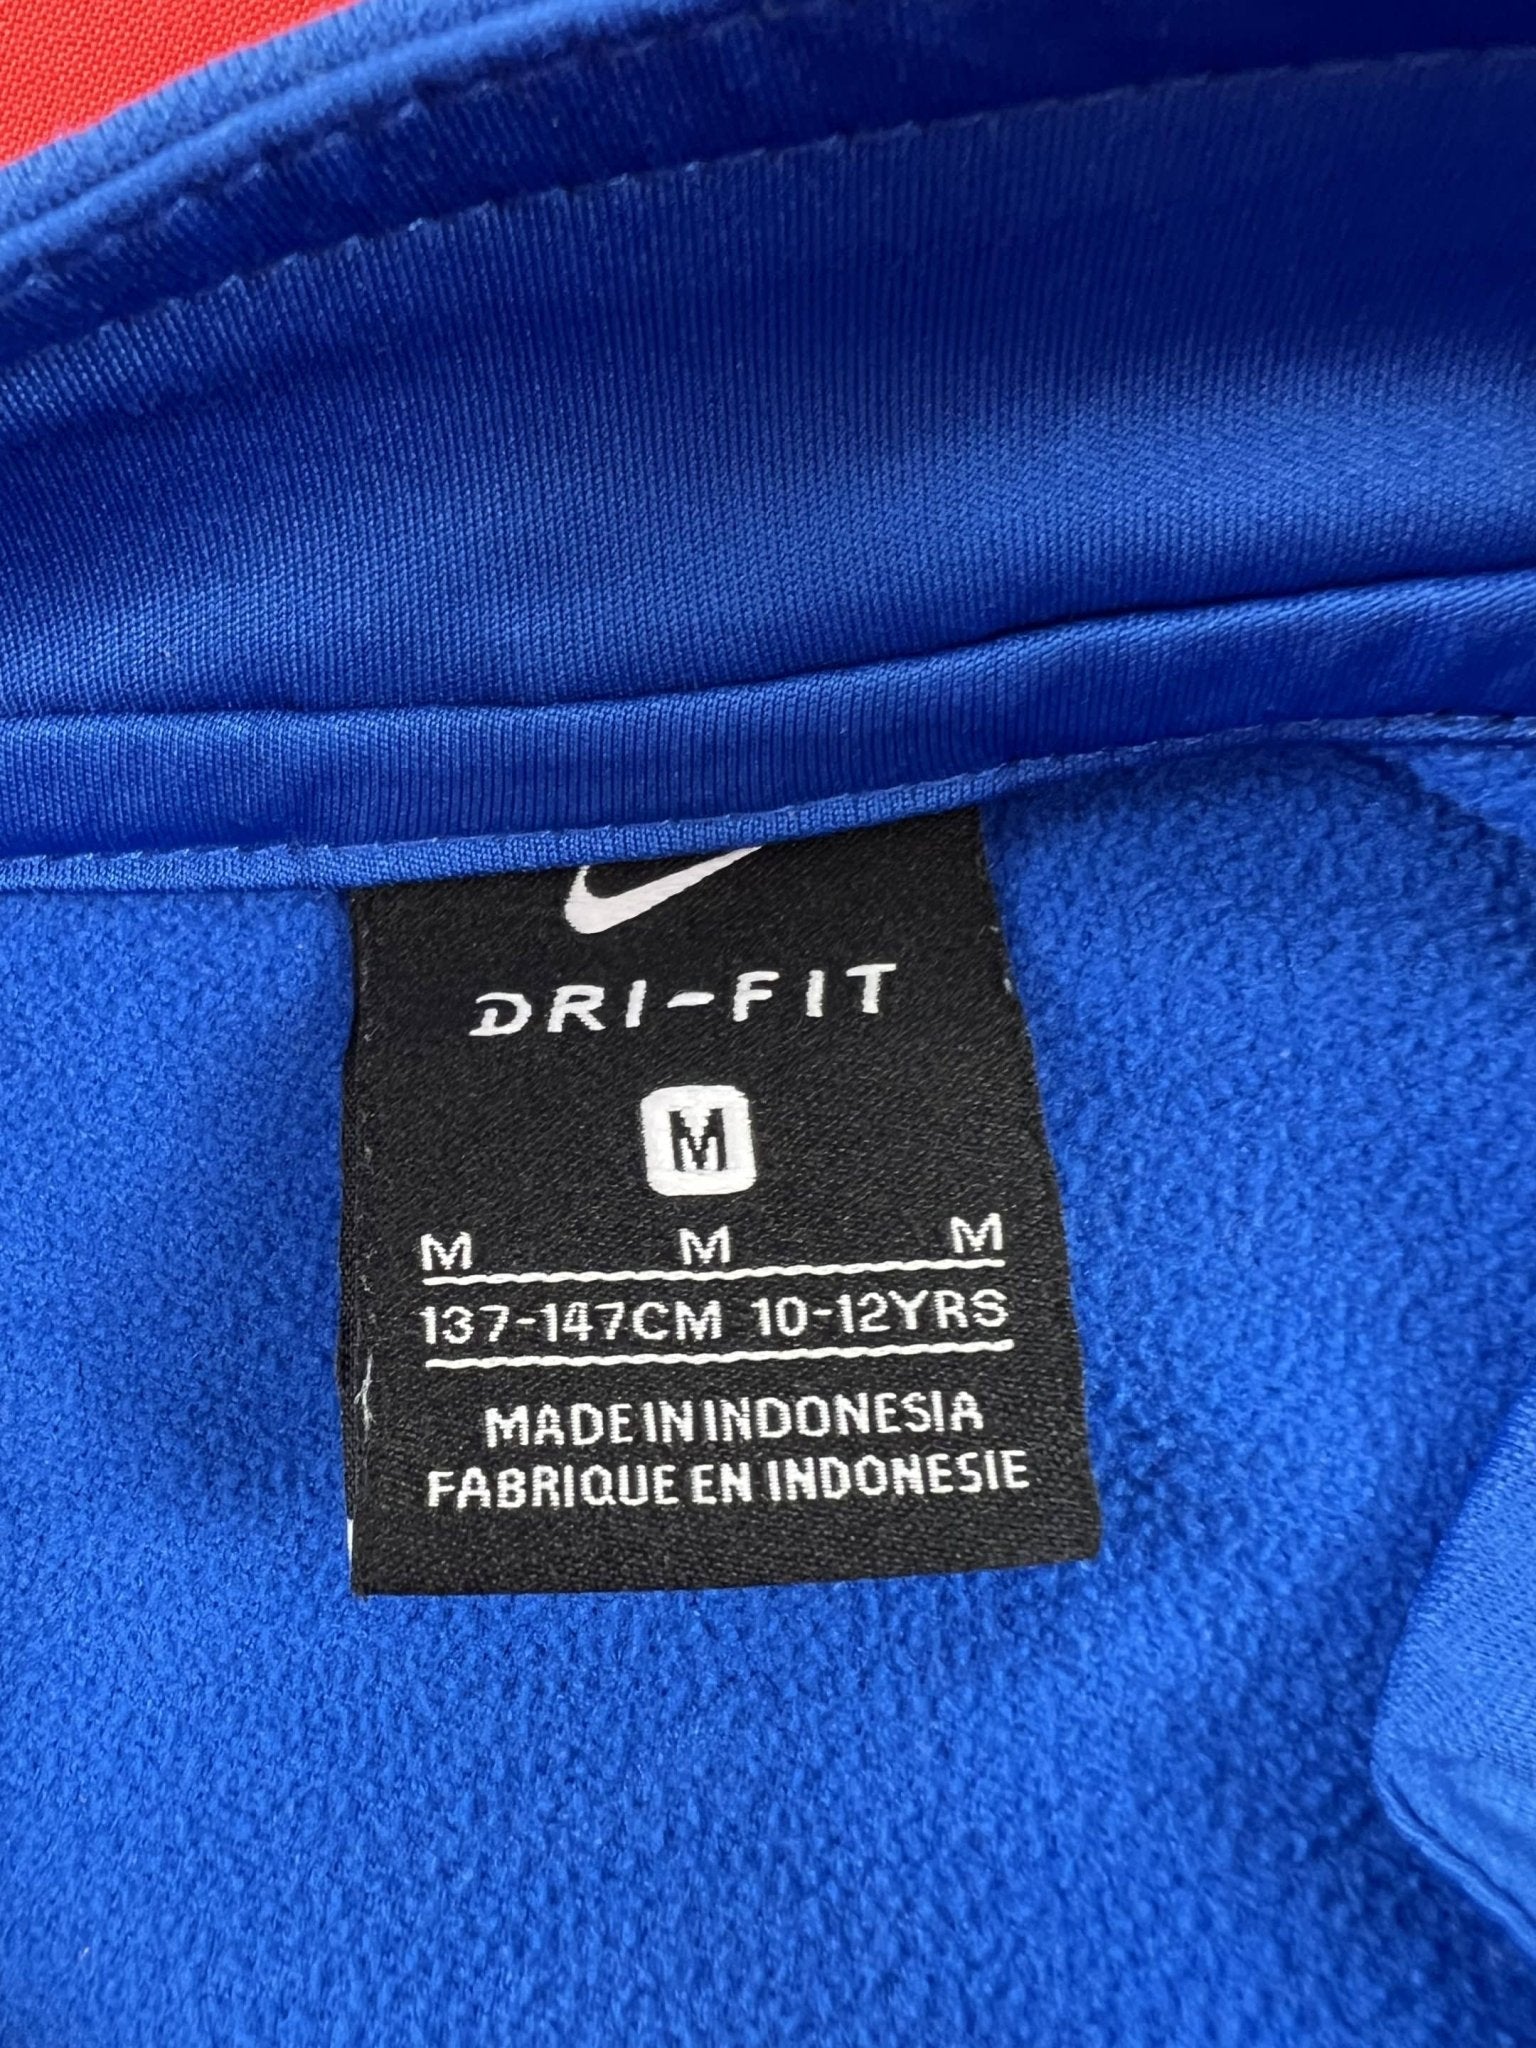 DRI-FIT
M
M M M
137-147CM 10-12YRS
MADE IN INDONESIA
FABRIQUE EN INDONESIE